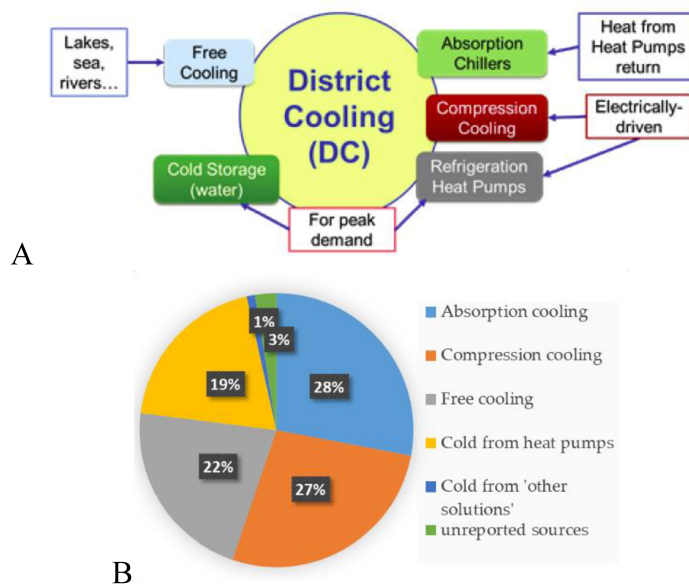 Lakes,
sea,
rivers…
Free
Cooling
District
Cooling
(DC)
Absorption
Chillers
Heat from
Heat Pumps
return
Compression
Cooling
Electrically-
driven
Cold Storage
(water)
Refrigeration
Heat Pumps
For peak
demand
A
1%
3%
19%
28%
22%
27%
Absorption cooling
Compression cooling
Free cooling
Cold from heat pumps
Cold from 'other
solutions'
unreported sources
B